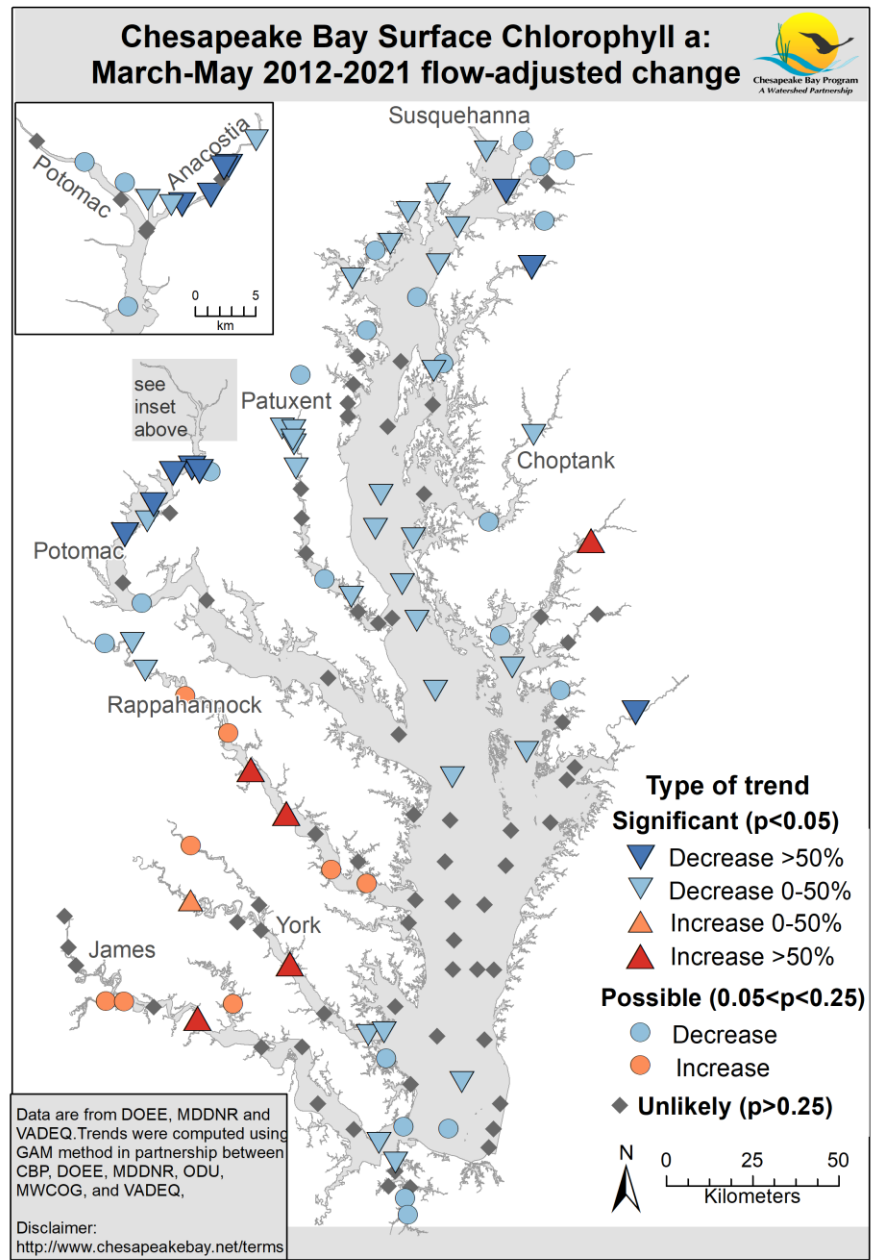 Chesapeake Bay Surface Chlorophyll a:
March-May 2012-2021 flow-adjusted change
Chesapeake Bay Program
A Watershed Partnership
Potomac
Anacostia
0 5
km
Susquehanna
see
inset
above
Patuxent
Choptank
Potomac
Rappahannock
York
James
Type of trend
Significant (p<0.05)
Decrease >50%
Decrease 0-50%
Increase 0-50%
Increase >50%
Possible (0.05<p<0.25)
Decrease
Increase
Unlikely (p>0.25)
N
0 25 50
Kilometers
Data are from DOEE, MDDNR and
VADEQ.Trends were computed using
GAM method in partnership between
CBP, DOEE, MDDNR, ODU,
MWCOG, and VADEQ,
Disclaimer:
http://www.chesapeakebay.net/terms